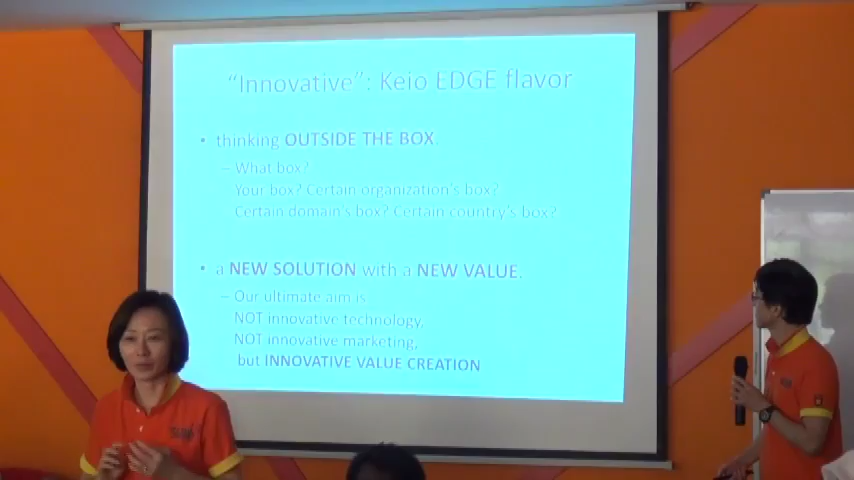 “Innovative”: Keio EDGE flavor
• thinking OUTSIDE THE BOX.
– What box?
Your box? Certain organization's box?
Certain domain's box? Certain country's box?
• a NEW SOLUTION with a NEW VALUE.
– Our ultimate aim is
NOT innovative technology,
NOT innovative marketing,
but INNOVATIVE VALUE CREATION